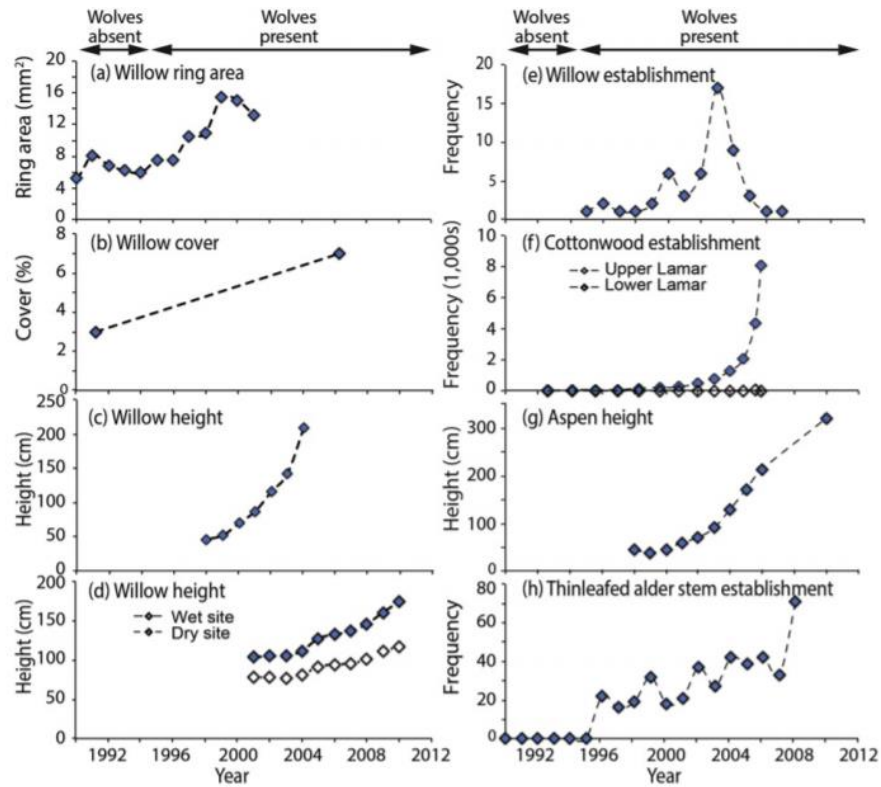 Wolves absent
Wolves present
(a) Willow ring area
Ring area (mm²)
20
16
12
8
4
0
(b) Willow cover
Cover (%)
8
6
4
2
0
(c) Willow height
Height (cm)
250
200
150
100
50
0
(d) Willow height
Wet site
Dry site
Height (cm)
200
150
100
50
0
1992 1996 2000 2004 2008 2012
Year
Wolves absent
Wolves present
(e) Willow establishment
Frequency
20
15
10
5
0
(f) Cottonwood establishment
Upper Lamar
Lower Lamar
Frequency (1,000s)
10
8
6
4
2
0
(g) Aspen height
Height (cm)
300
200
100
0
(h) Thinleafed alder stem establishment
Frequency
80
60
40
20
0
1992 1996 2000 2004 2008 2012
Year